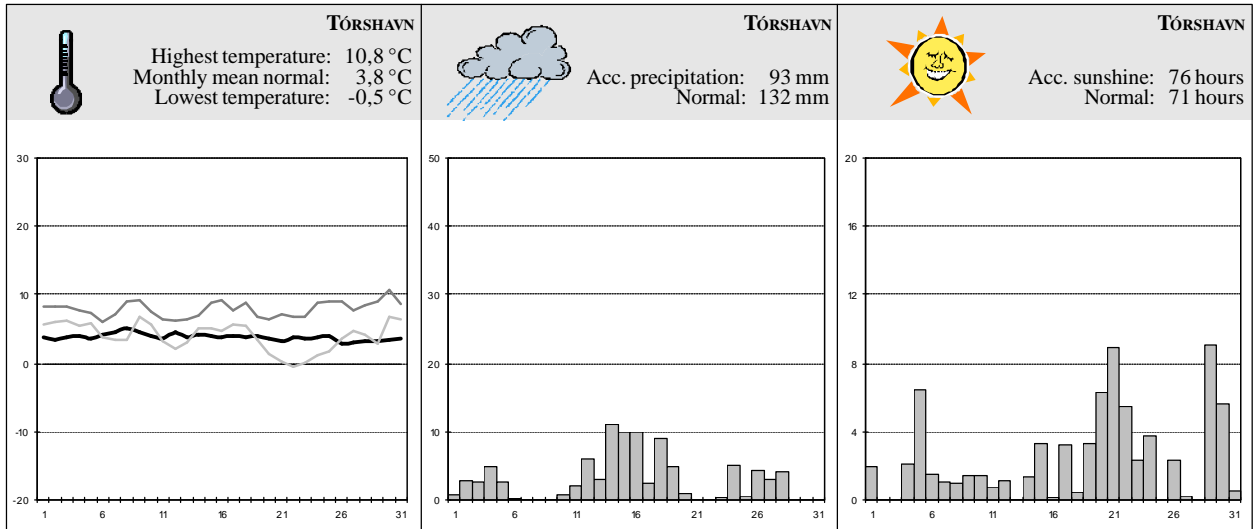 TÓRSHAVN
Highest temperature: 10,8 °C
Monthly mean normal: 3,8 °C
Lowest temperature: -0,5 °C
30
20
10
0
-10
-20
1 6 11 16 21 26 31
TÓRSHAVN
Acc. precipitation: 93 mm
Normal: 132 mm
50
40
30
20
10
0
1 6 11 16 21 26 31
TÓRSHAVN
Acc. sunshine: 76 hours
Normal: 71 hours
20
16
12
8
4
0
1 6 11 16 21 26 31